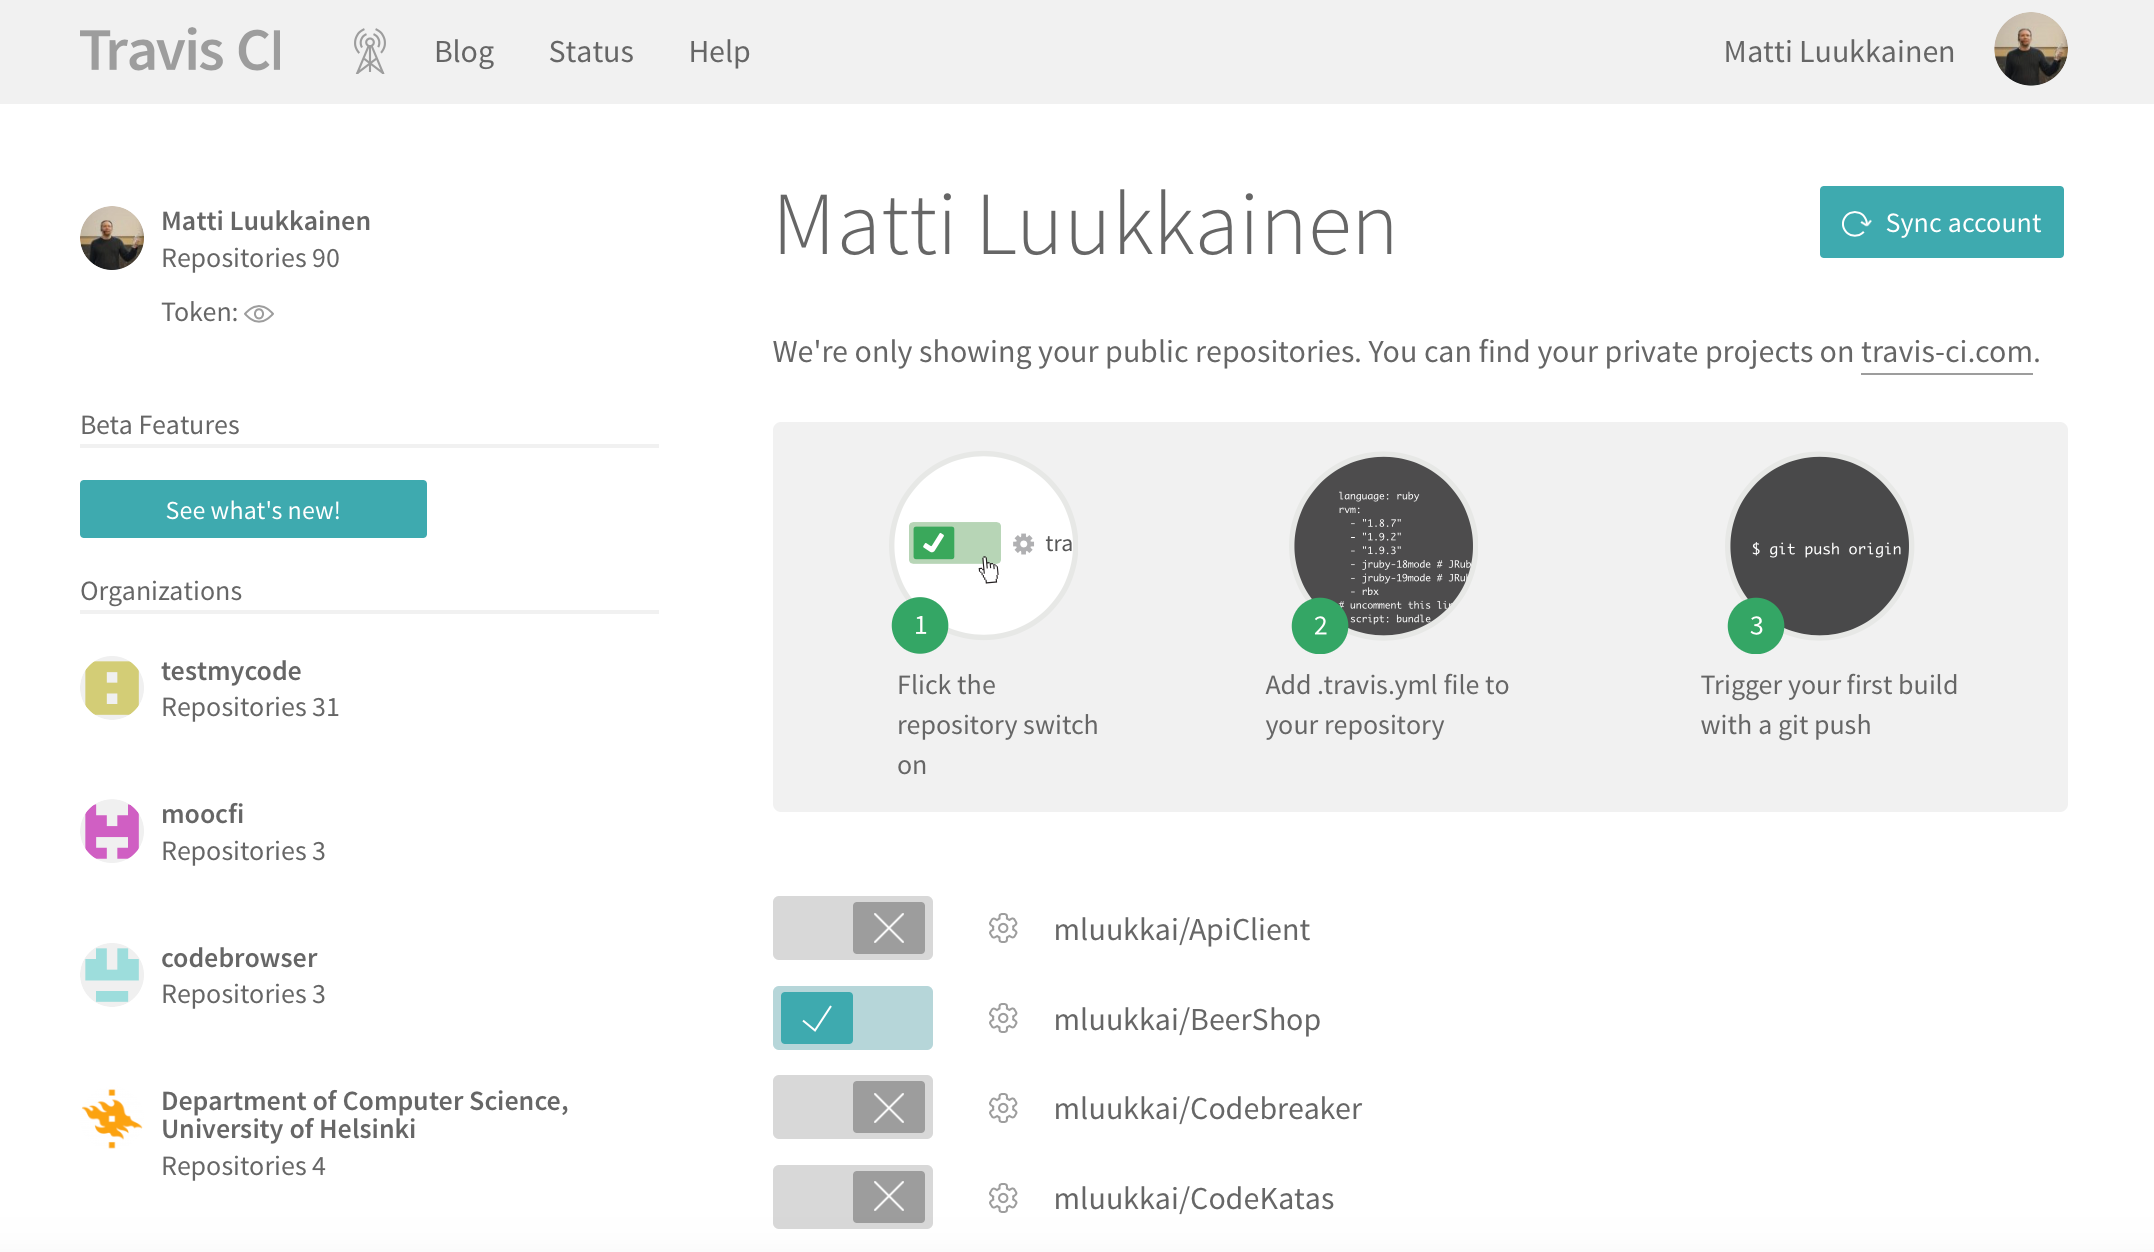 Travis CI
Blog
Status
Help
Matti Luukkainen
Matti Luukkainen
Repositories 90
Token:
Beta Features
See what's new!
Organizations
testmycode
Repositories 31
moocfi
Repositories 3
codebrowser
Repositories 3
Department of Computer Science,
University of Helsinki
Repositories 4
Matti Luukkainen
Sync account
We're only showing your public repositories. You can find your private projects on travis-ci.com.
tra
1
Flick the
repository switch
on
language: ruby
rvm:
- "1.8.7"
- "1.9.2"
- "1.9.3"
- jruby-18mode # JRub
- jruby-19mode # JRu
- rbx
# uncomment this li
script: bundle
2
Add .travis.yml file to
your repository
$ git push origin
3
Trigger your first build
with a git push
mluukkai/ApiClient
mluukkai/BeerShop
mluukkai/Codebreaker
mluukkai/CodeKatas